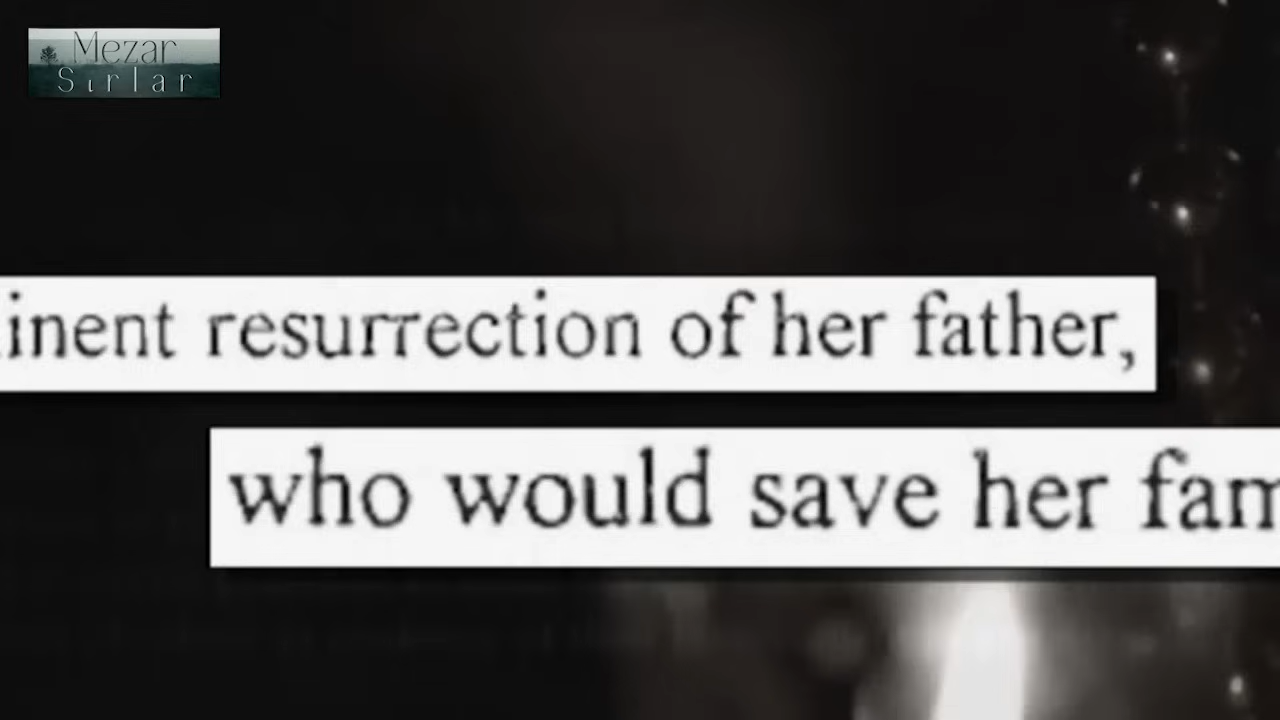 Mezar
Sırlar
inent resurrection of her father,
who would save her fam